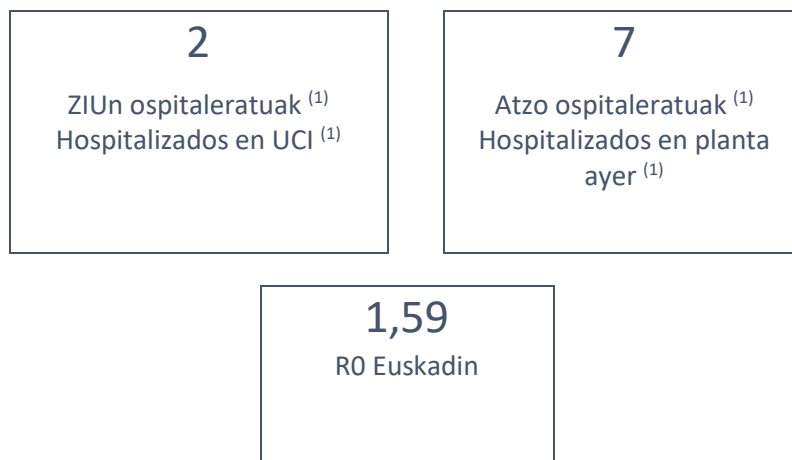 2
ZIUn ospitaleratuak (1)
Hospitalizados en UCI (1)
7
Atzo ospitaleratuak (1)
Hospitalizados en planta
ayer (1)
1,59
R0 Euskadin